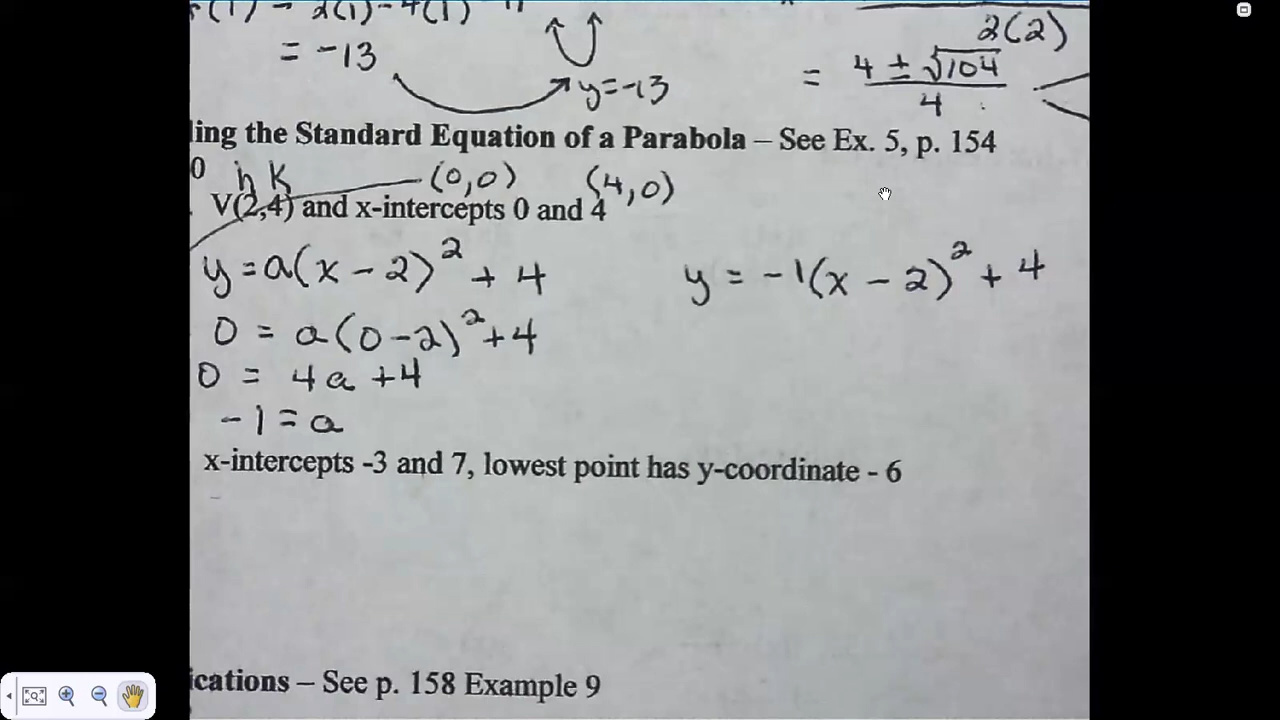 = -13
y=-13
2(2)
= 4 ± √104
4
ling the Standard Equation of a Parabola – See Ex. 5, p. 154
0 h K (0,0) (4,0)
V(2,4) and x-intercepts 0 and 4
y = a(x - 2)² + 4 y = -1(x - 2)² + 4
0 = a(0-2)² +4
0 = 4a +4
-1 = a
x-intercepts -3 and 7, lowest point has y-coordinate - 6
ications – See p. 158 Example 9